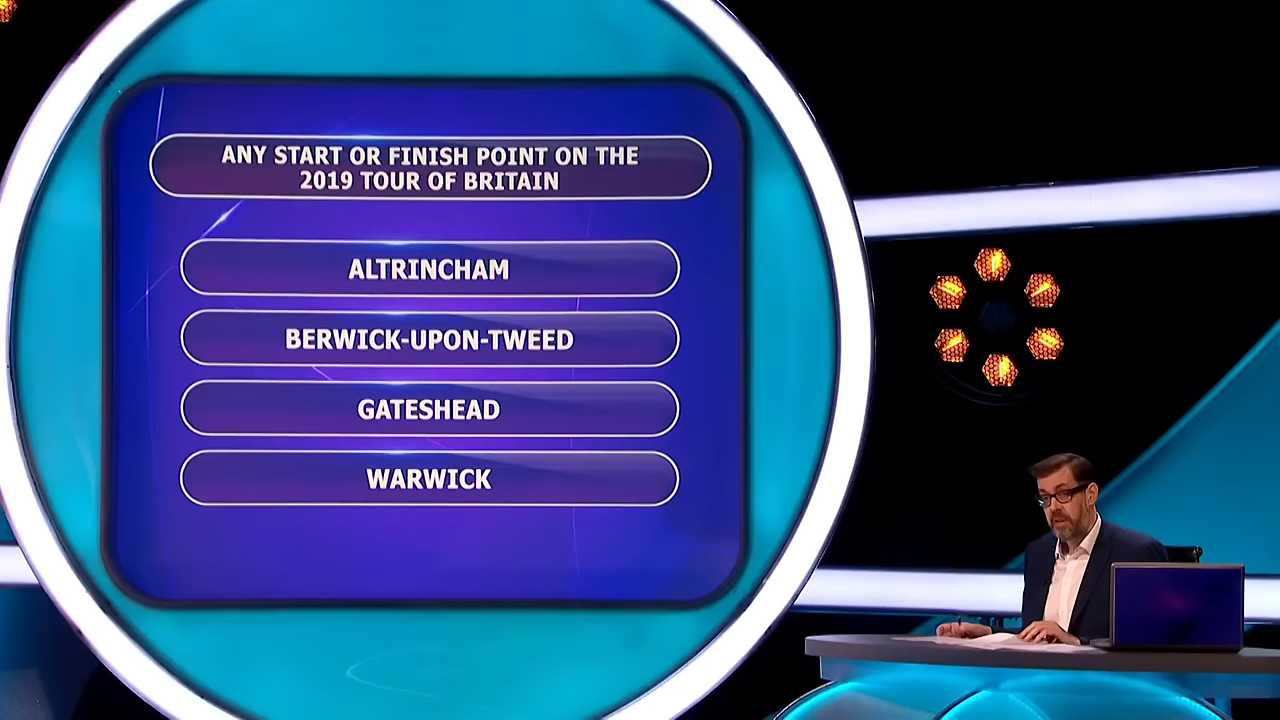 ANY START OR FINISH POINT ON THE
2019 TOUR OF BRITAIN
ALTRINCHAM
BERWICK-UPON-TWEED
GATESHEAD
WARWICK